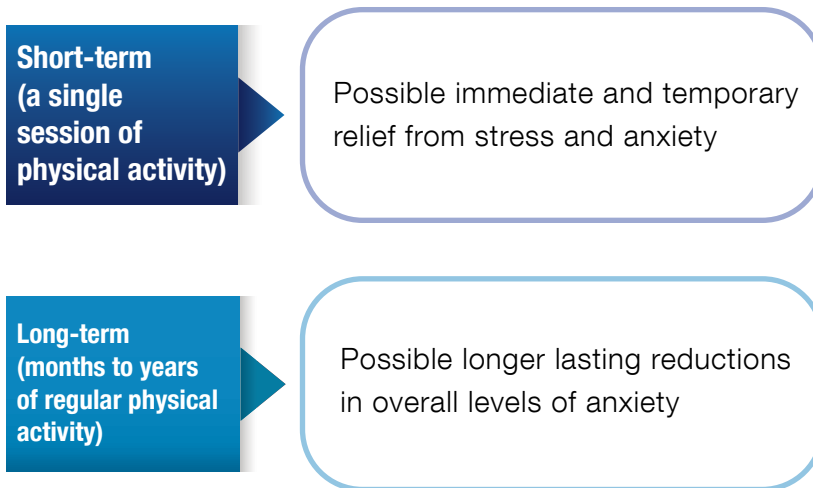 Short-term
(a single
session of
physical activity)
Possible immediate and temporary
relief from stress and anxiety
Long-term
(months to years
of regular physical
activity)
Possible longer lasting reductions
in overall levels of anxiety